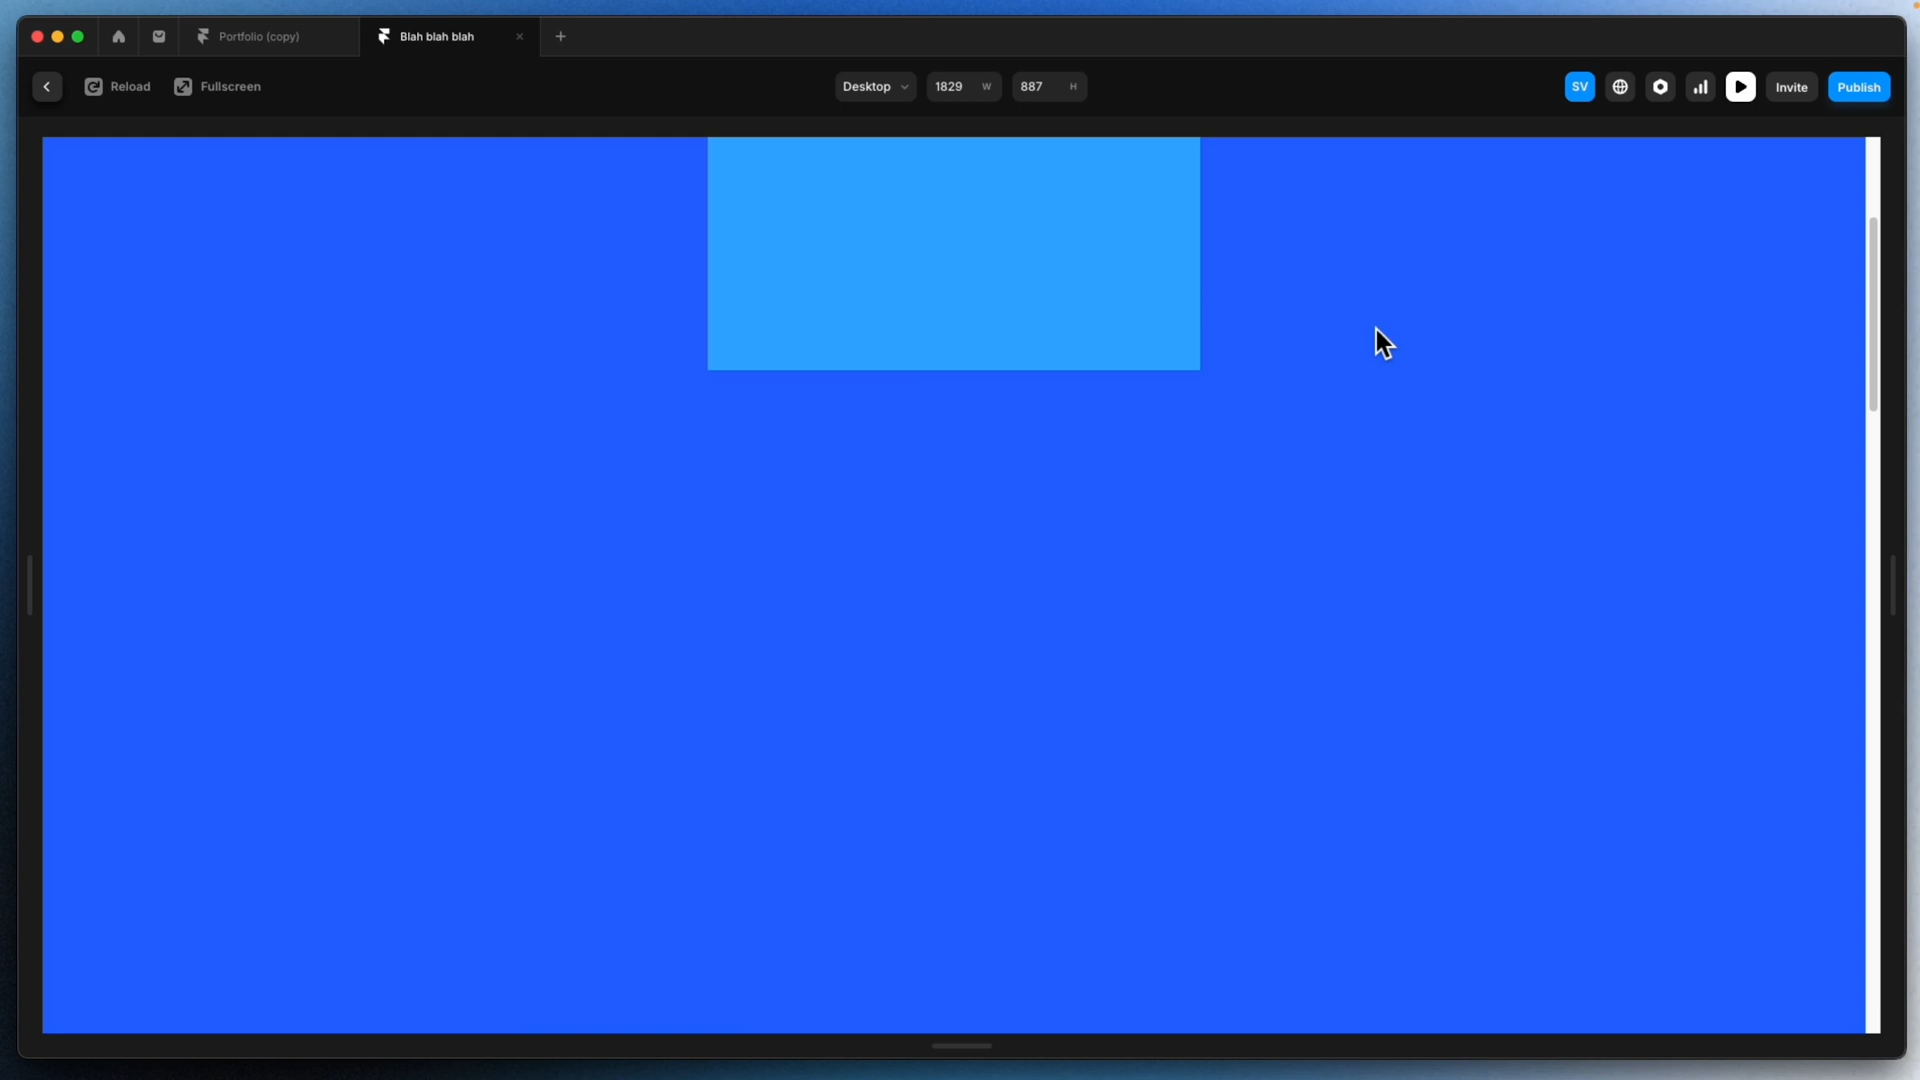 Portfolio (copy)
Blah blah blah
Reload
Fullscreen
Desktop
1829 W
887 H
SV
Invite
Publish